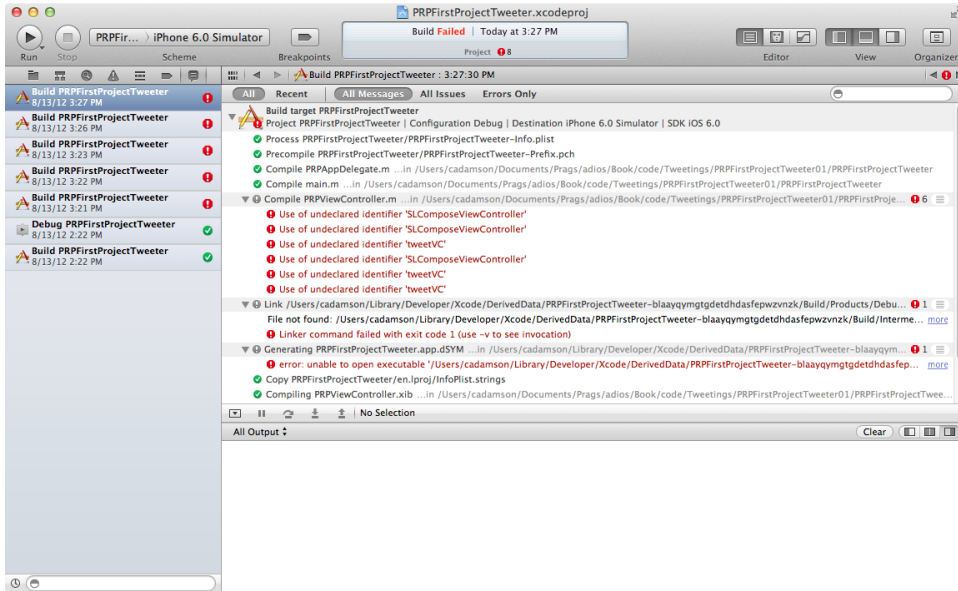 PRPFirstProjectTweeter.xcodeproj
PRPFir... iPhone 6.0 Simulator
Build Failed | Today at 3:27 PM
Project 8
Run Stop Scheme Breakpoints Editor View Organizer
Build PRPFirstProjectTweeter : 3:27:30 PM
Build PRPFirstProjectTweeter
8/13/12 3:27 PM
Build PRPFirstProjectTweeter
8/13/12 3:26 PM
Build PRPFirstProjectTweeter
8/13/12 3:23 PM
Build PRPFirstProjectTweeter
8/13/12 3:22 PM
Build PRPFirstProjectTweeter
8/13/12 3:21 PM
Debug PRPFirstProjectTweeter
8/13/12 2:22 PM
Build PRPFirstProjectTweeter
8/13/12 2:22 PM
All Recent All Messages All Issues Errors Only
Build target PRPFirstProjectTweeter
Project PRPFirstProjectTweeter | Configuration Debug | Destination iPhone 6.0 Simulator | SDK iOS 6.0
Process PRPFirstProjectTweeter/PRPFirstProjectTweeter-Info.plist
Precompile PRPFirstProjectTweeter/PRPFirstProjectTweeter-Prefix.pch
Compile PRPAppDelegate.m ...in /Users/cadamson/Documents/Prags/adios/Book/code/Tweetings/PRPFirstProjectTweeter01/PRPFirstProjectTweeter
Compile main.m ...in /Users/cadamson/Documents/Prags/adios/Book/code/Tweetings/PRPFirstProjectTweeter01/PRPFirstProjectTweeter
Compile PRPViewController.m ...in /Users/cadamson/Documents/Prags/adios/Book/code/Tweetings/PRPFirstProjectTweeter01/PRPFirstProje... 6
Use of undeclared identifier 'SLComposeViewController'
Use of undeclared identifier 'SLComposeViewController'
Use of undeclared identifier 'tweetVC'
Use of undeclared identifier 'SLComposeViewController'
Use of undeclared identifier 'tweetVC'
Use of undeclared identifier 'tweetVC'
Link /Users/cadamson/Library/Developer/Xcode/DerivedData/PRPFirstProjectTweeter-blaayqymgtgdetdhdasfepwzvnzk/Build/Products/Debu... 1
File not found: /Users/cadamson/Library/Developer/Xcode/DerivedData/PRPFirstProjectTweeter-blaayqymgtgdetdhdasfepwzvnzk/Build/Interme... more
Linker command failed with exit code 1 (use -v to see invocation)
Generating PRPFirstProjectTweeter.app.dSYM ...in /Users/cadamson/Library/Developer/Xcode/DerivedData/PRPFirstProjectTweeter-blaayqym... 1
error: unable to open executable '/Users/cadamson/Library/Developer/Xcode/DerivedData/PRPFirstProjectTweeter-blaayqymgtgdetdhdasfep... more
Copy PRPFirstProjectTweeter/en.lproj/InfoPlist.strings
Compiling PRPViewController.xib ...in /Users/cadamson/Documents/Prags/adios/Book/code/Tweetings/PRPFirstProjectTweeter01/PRPFirstProjectTwee...
No Selection
All Output Clear